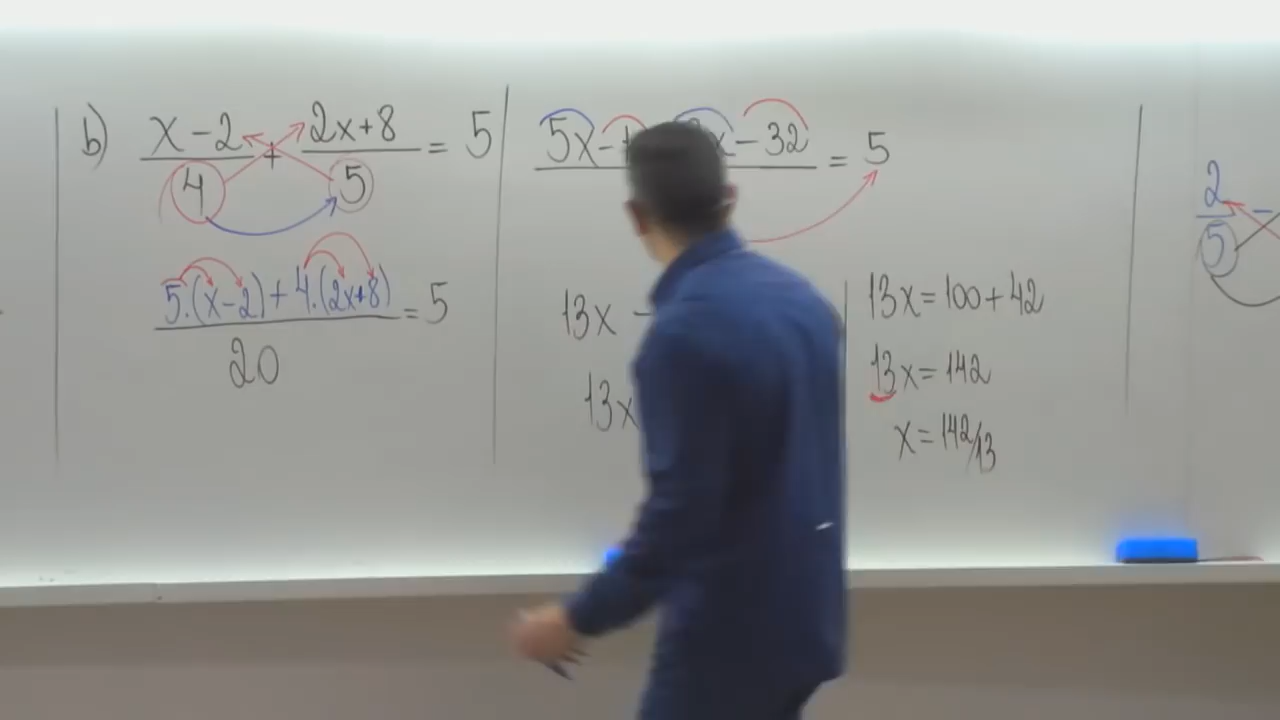 b) x-2/4 + 2x+8/5 = 5
5.(x-2)+4.(2x+8)/20 = 5
5x- x-32 = 5
13x -
13x
13x=100+42
13x=142
x=142/13
2/5 -